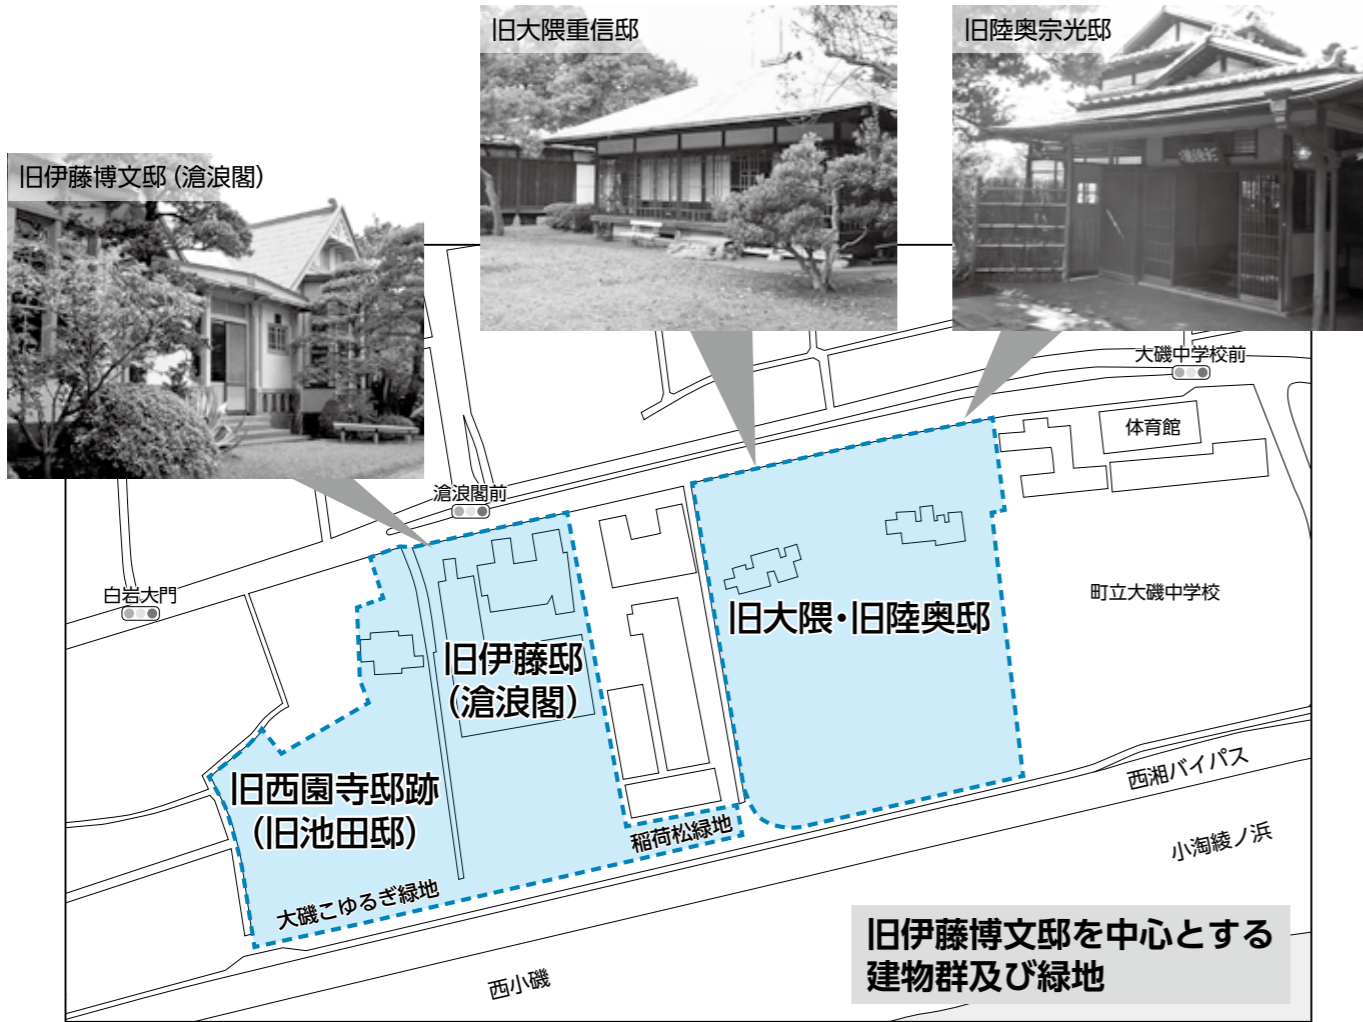 旧大隈重信邸
旧陸奥宗光邸
旧伊藤博文邸（滄浪閣）
大磯中学校前
体育館
滄浪閣前
白岩大門
町立大磯中学校
旧大隈・旧陸奥邸
旧伊藤邸
（滄浪閣）
旧西園寺邸跡
（旧池田邸）
稲荷松緑地
大磯こゆるぎ緑地
西湘バイパス
小淘綾ノ浜
西小磯
旧伊藤博文邸を中心とする
建物群及び緑地